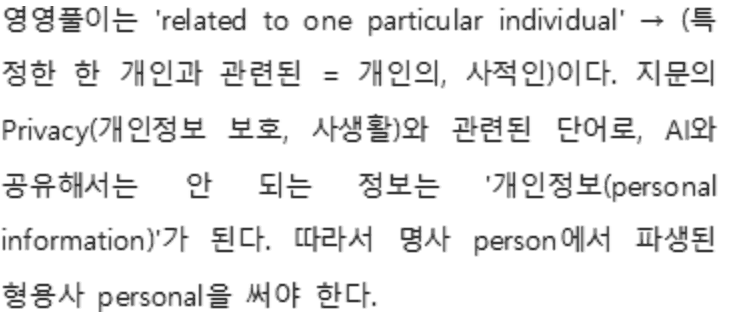 영영풀이는 'related to one particular individual' → (특
정한 한 개인과 관련된 = 개인의, 사적인)이다. 지문의
Privacy(개인정보 보호, 사생활)와 관련된 단어로, AI와
공유해서는 안 되는 정보는 '개인정보(personal
information)'가 된다. 따라서 명사 person에서 파생된
형용사 personal을 써야 한다.